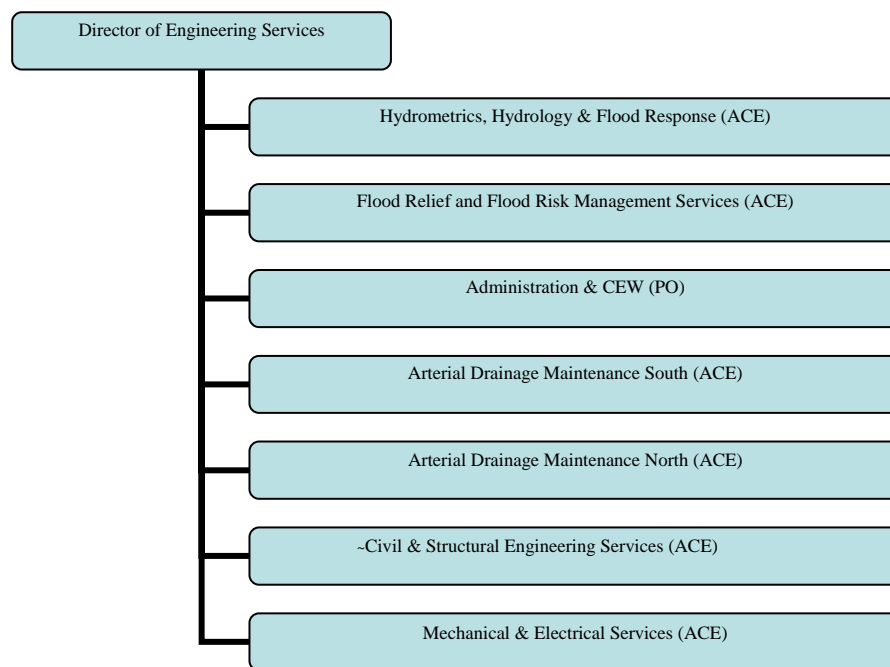 Director of Engineering Services
Hydrometrics, Hydrology & Flood Response (ACE)
Flood Relief and Flood Risk Management Services (ACE)
Administration & CEW (PO)
Arterial Drainage Maintenance South (ACE)
Arterial Drainage Maintenance North (ACE)
~Civil & Structural Engineering Services (ACE)
Mechanical & Electrical Services (ACE)